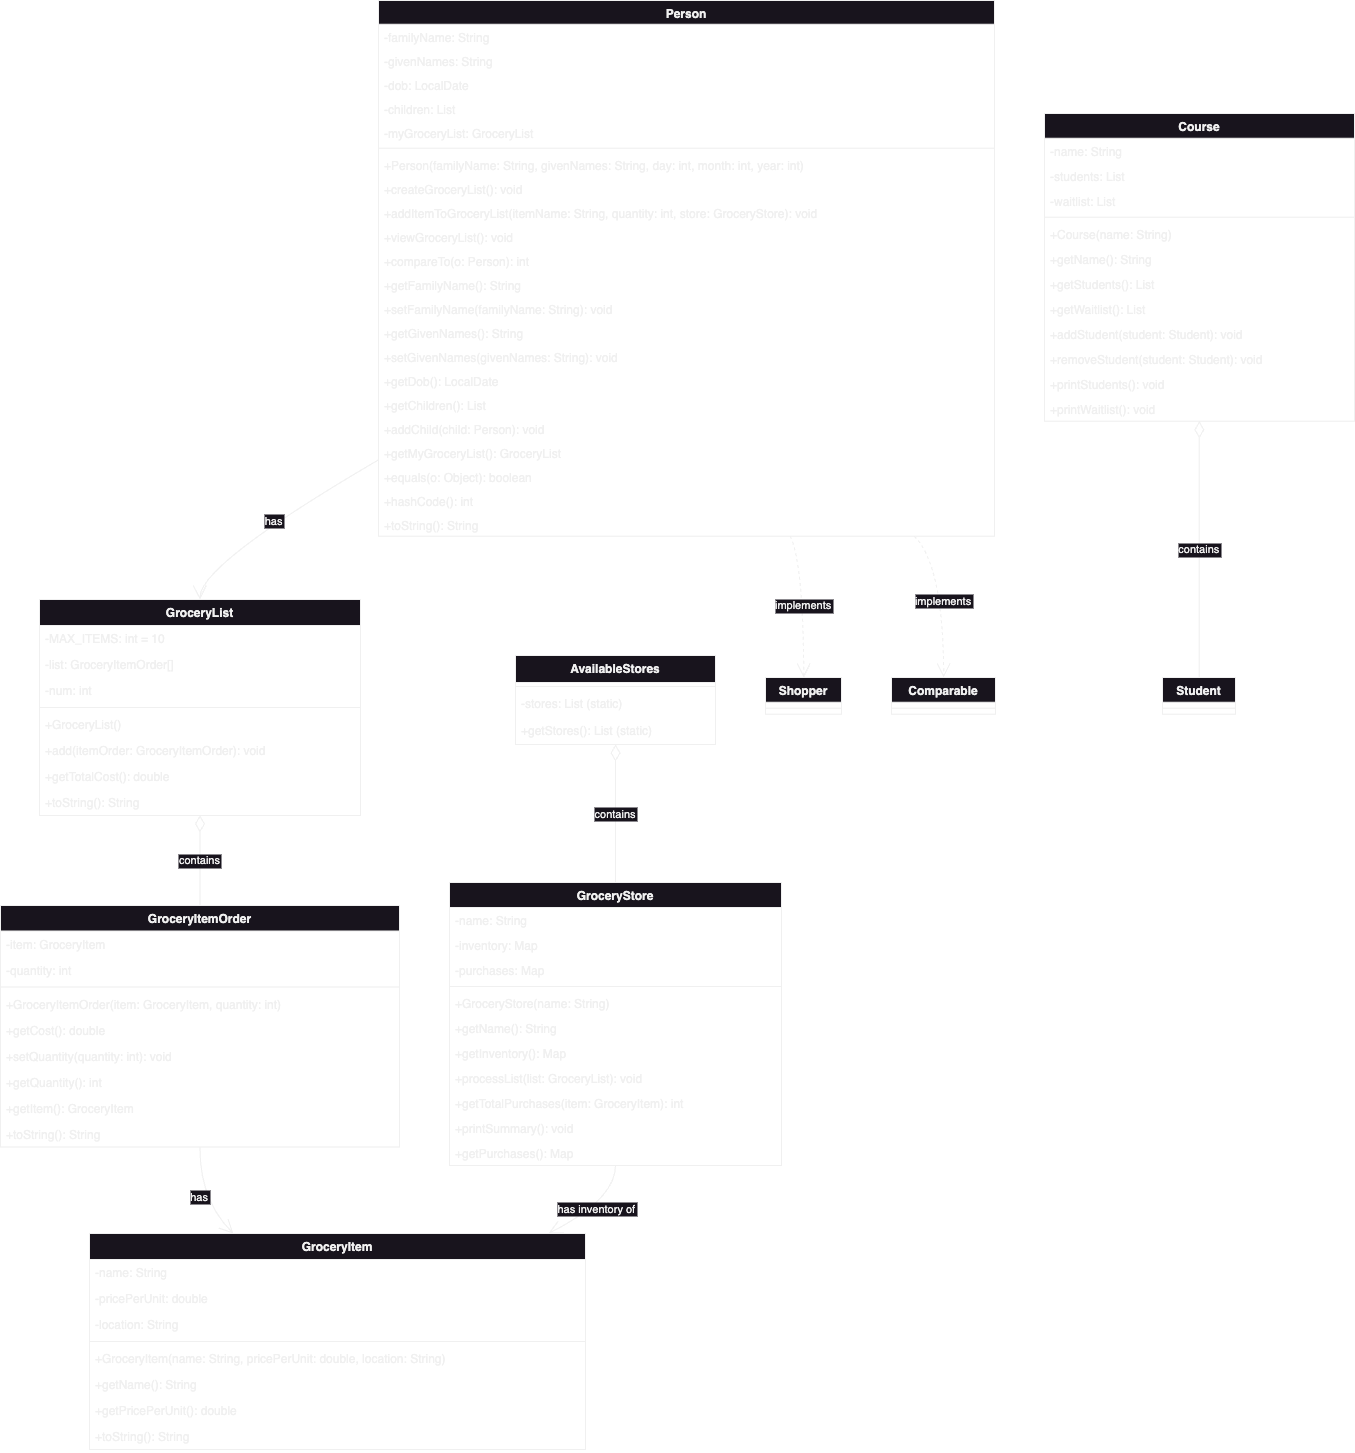 Person
-familyName: String
-givenNames: String
-dob: LocalDate
-children: List
-myGroceryList: GroceryList
+Person(familyName: String, givenNames: String, day: int, month: int, year: int)
+createGroceryList(): void
+addItemToGroceryList(itemName: String, quantity: int, store: GroceryStore): void
+viewGroceryList(): void
+compareTo(o: Person): int
+getFamilyName(): String
+setFamilyName(familyName: String): void
+getGivenNames(): String
+setGivenNames(givenNames: String): void
+getDob(): LocalDate
+getChildren(): List
+addChild(child: Person): void
+getMyGroceryList(): GroceryList
+equals(o: Object): boolean
+hashCode(): int
+toString(): String
Course
-name: String
-students: List
-waitlist: List
+Course(name: String)
+getName(): String
+getStudents(): List
+getWaitlist(): List
+addStudent(student: Student): void
+removeStudent(student: Student): void
+printStudents(): void
+printWaitlist(): void
has
contains
implements
implements
GroceryList
-MAX_ITEMS: int = 10
-list: GroceryItemOrder[]
-num: int
+GroceryList()
+add(itemOrder: GroceryItemOrder): void
+getTotalCost(): double
+toString(): String
AvailableStores
-stores: List (static)
+getStores(): List (static)
Shopper
Comparable
Student
contains
contains
GroceryItemOrder
-item: GroceryItem
-quantity: int
+GroceryItemOrder(item: GroceryItem, quantity: int)
+getCost(): double
+setQuantity(quantity: int): void
+getQuantity(): int
+getItem(): GroceryItem
+toString(): String
GroceryStore
-name: String
-inventory: Map
-purchases: Map
+GroceryStore(name: String)
+getName(): String
+getInventory(): Map
+processList(list: GroceryList): void
+getTotalPurchases(item: GroceryItem): int
+printSummary(): void
+getPurchases(): Map
has
has inventory of
GroceryItem
-name: String
-pricePerUnit: double
-location: String
+GroceryItem(name: String, pricePerUnit: double, location: String)
+getName(): String
+getPricePerUnit(): double
+toString(): String